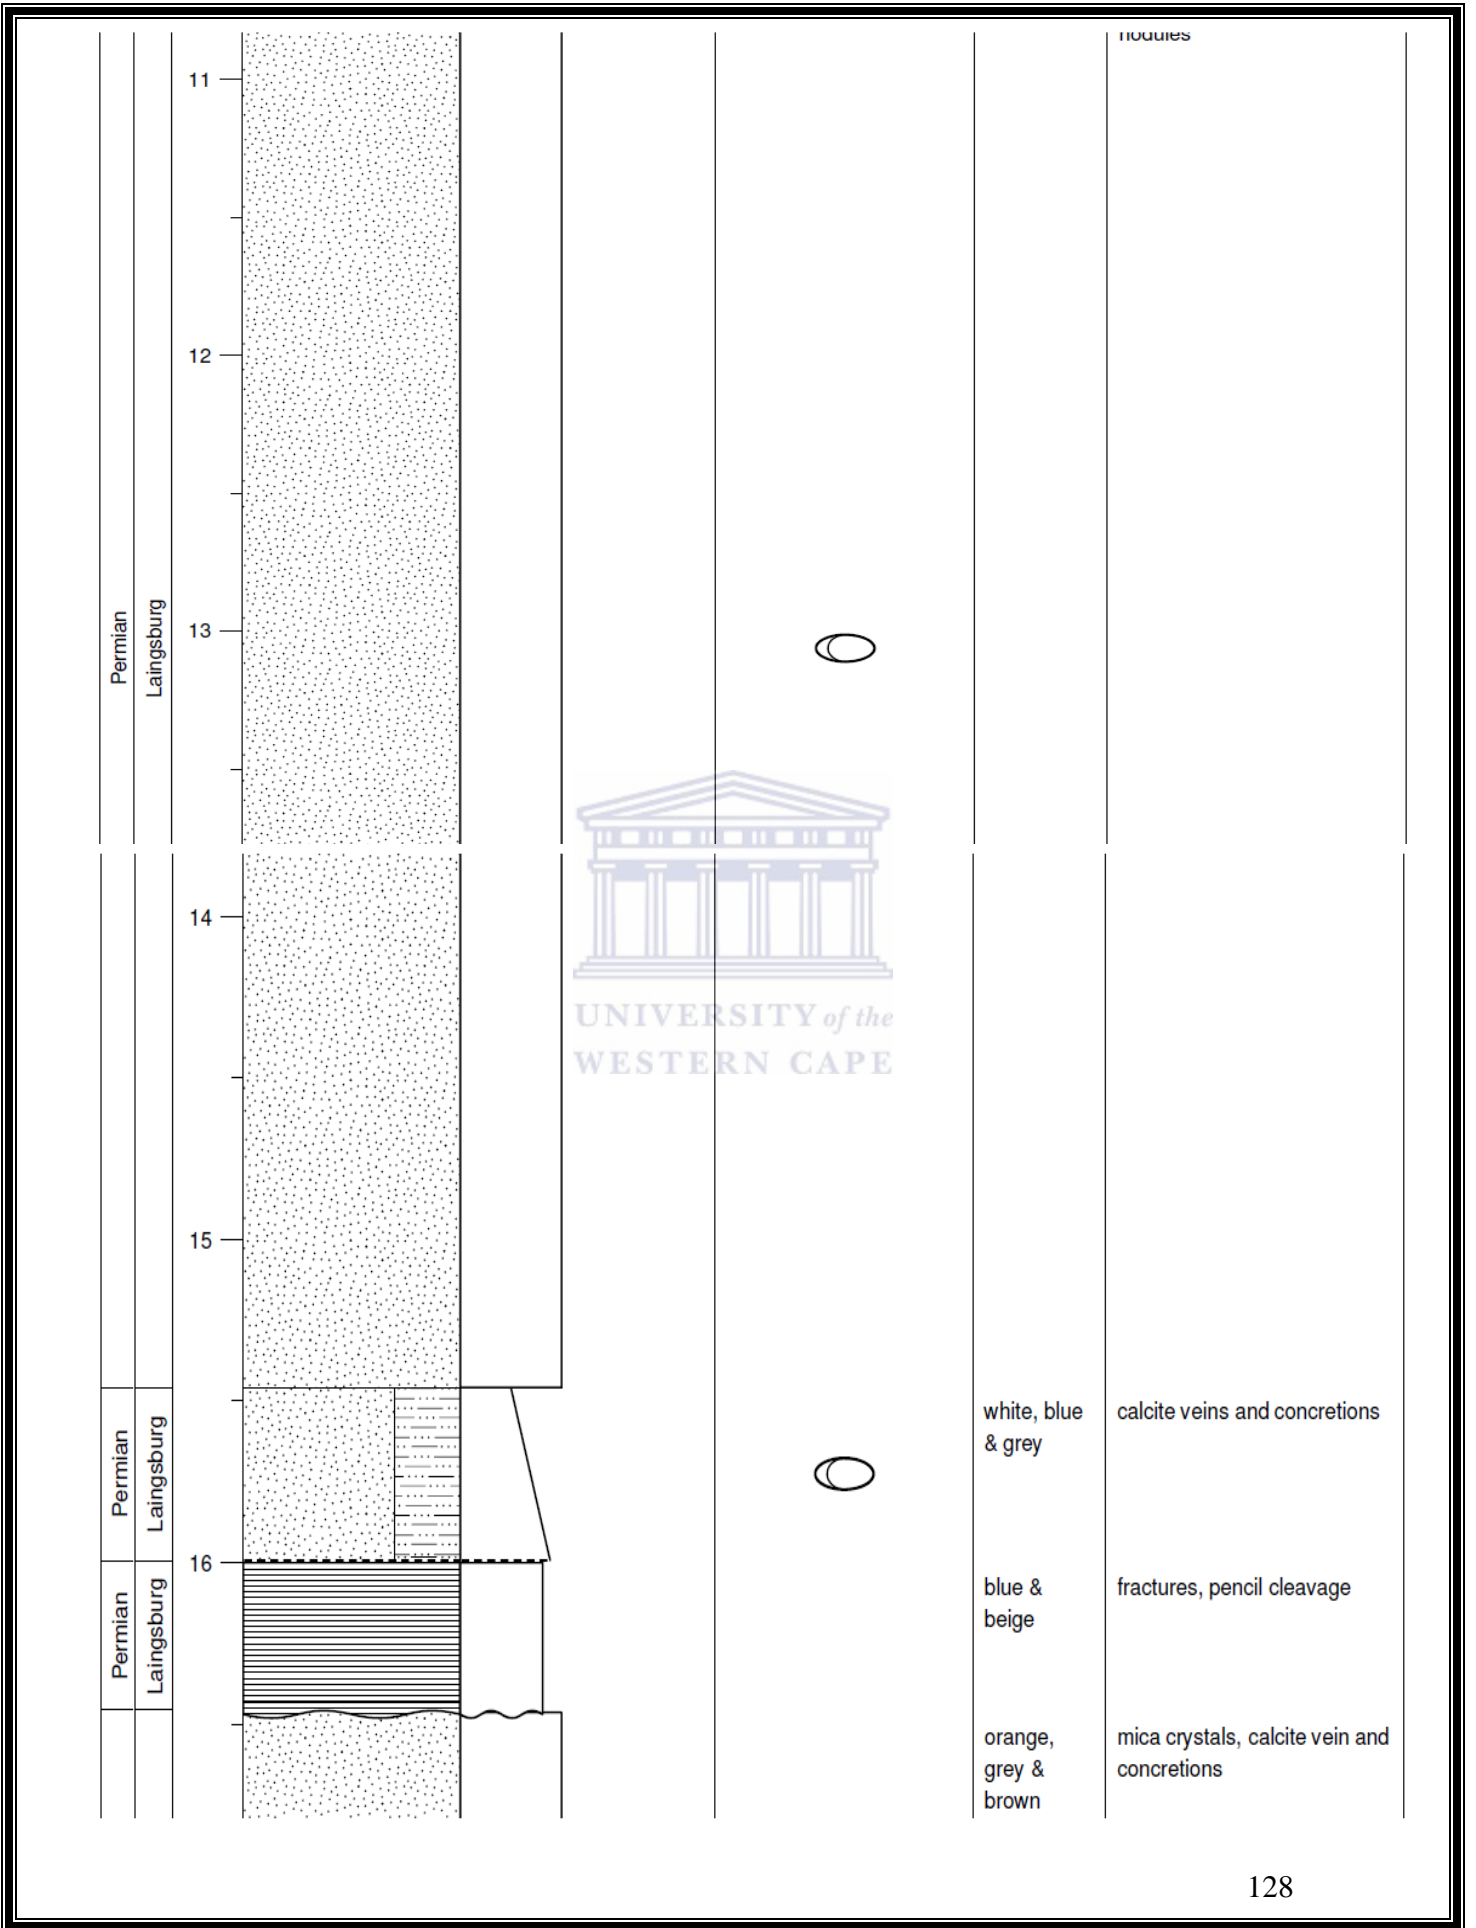 nodules
11
12
13
Permian
Laingsburg
14
UNIVERSITY of the
WESTERN CAPE
15
Permian
Laingsburg
white, blue
& grey
calcite veins and concretions
16
Permian
Laingsburg
blue &
beige
fractures, pencil cleavage
orange,
grey &
brown
mica crystals, calcite vein and
concretions
128